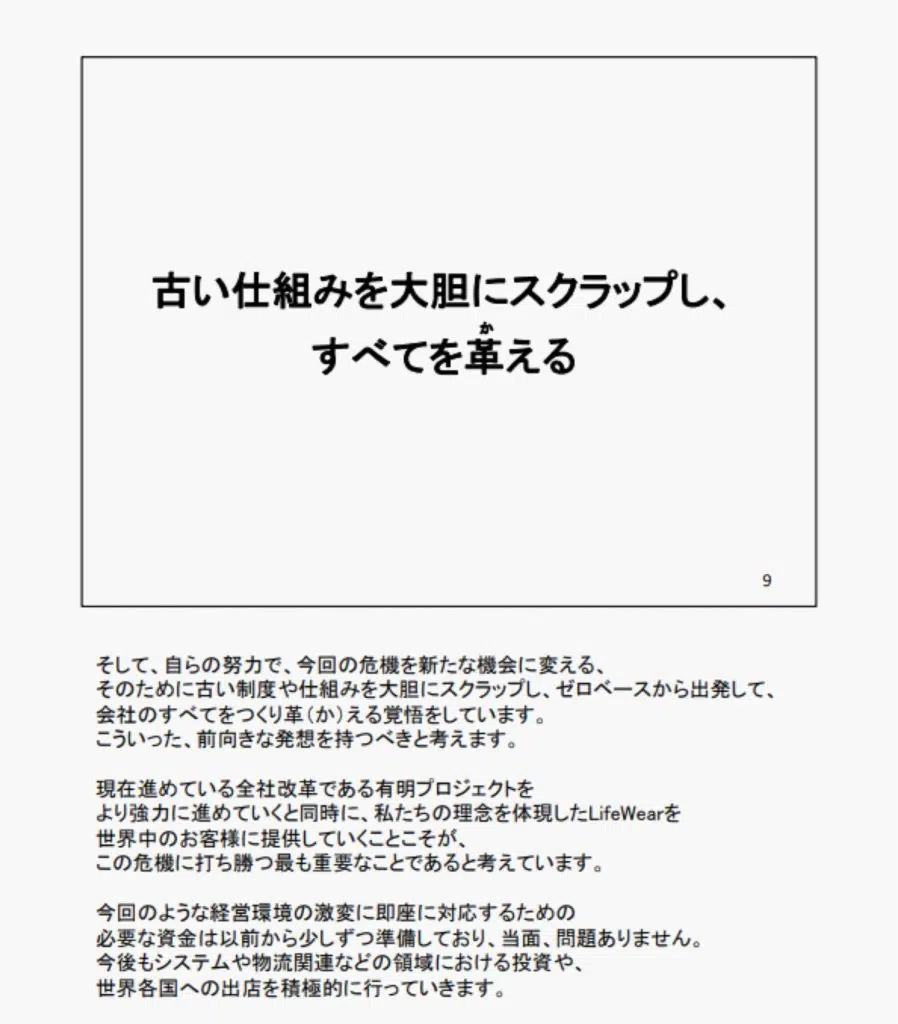 古い仕組みを大胆にスクラップし、
か
すべてを革える
9
そして、自らの努力で、今回の危機を新たな機会に変える、
そのために古い制度や仕組みを大胆にスクラップし、ゼロベースから出発して、
会社のすべてをつくり革(か)える覚悟をしています。
こういった、前向きな発想を持つべきと考えます。
現在進めている全社改革である有明プロジェクトを
より強力に進めていくと同時に、私たちの理念を体現したLifeWearを
世界中のお客様に提供していくことこそが、
この危機に打ち勝つ最も重要なことであると考えています。
今回のような経営環境の激変に即座に対応するための
必要な資金は以前から少しずつ準備しており、当面、問題ありません。
今後もシステムや物流関連などの領域における投資や、
世界各国への出店を積極的に行っていきます。